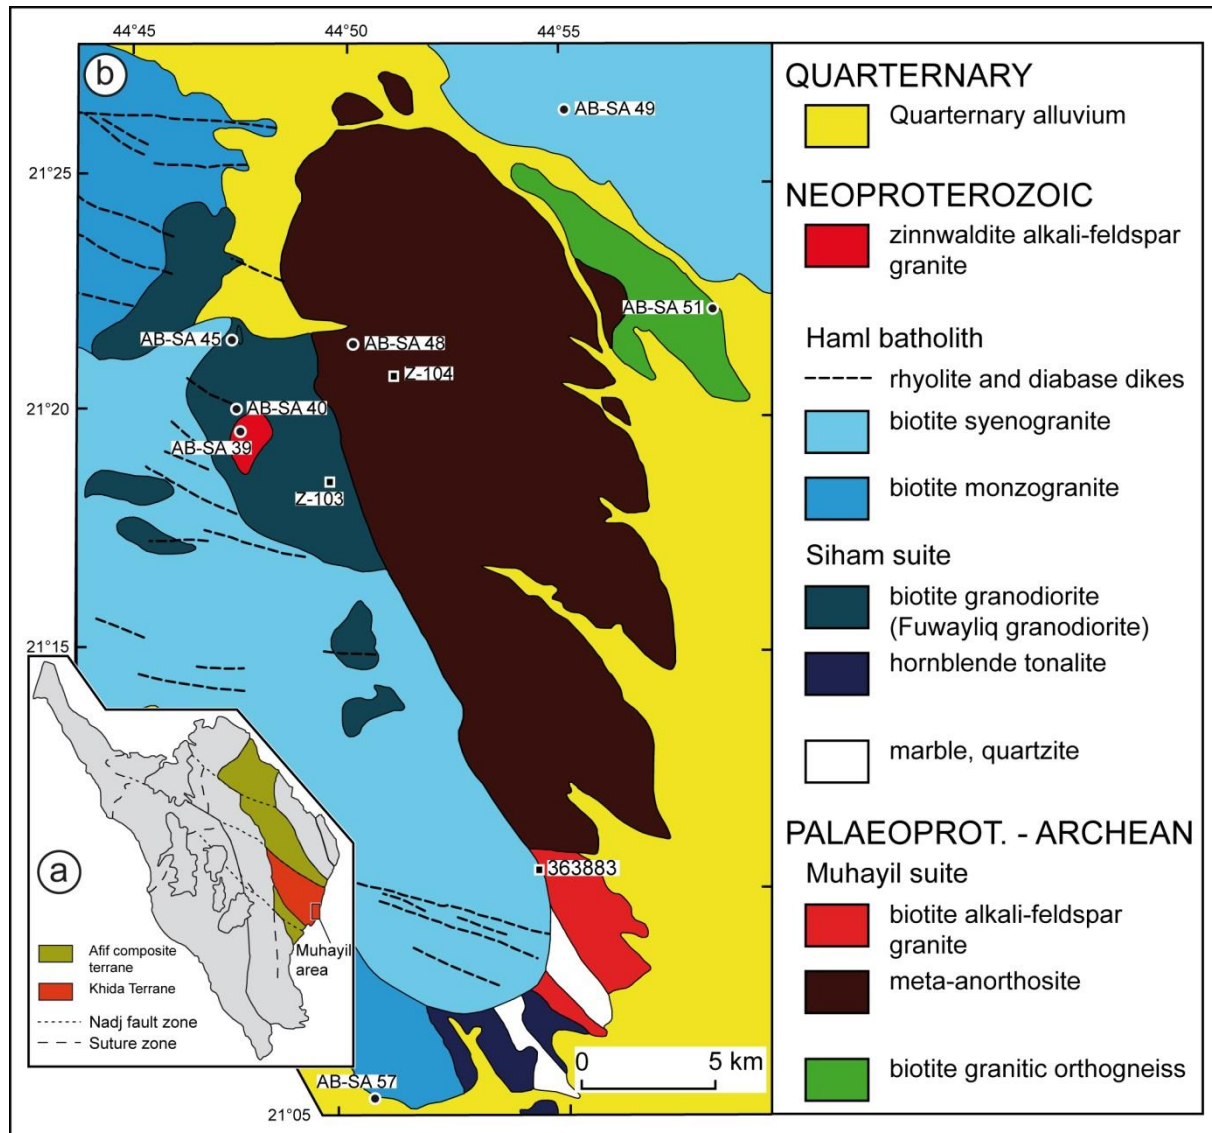 44°45
44°50
44°55
b
AB-SA 49
21°25
AB-SA 51
AB-SA 45
AB-SA 48
Z-104
21°20
AB-SA 40
AB-SA 39
Z-103
21°15
363883
0 5 km
AB-SA 57
21°05
a
Muhayil
area
Afif composite
terrane
Khida Terrane
Nadj fault zone
Suture zone
QUARTERNARY
Quarternary alluvium
NEOPROTEROZOIC
zinnwaldite alkali-feldspar
granite
Haml batholith
rhyolite and diabase dikes
biotite syenogranite
biotite monzogranite
Siham suite
biotite granodiorite
(Fuwayliq granodiorite)
hornblende tonalite
marble, quartzite
PALAEOPROT. - ARCHEAN
Muhayil suite
biotite alkali-feldspar
granite
meta-anorthosite
biotite granitic orthogneiss